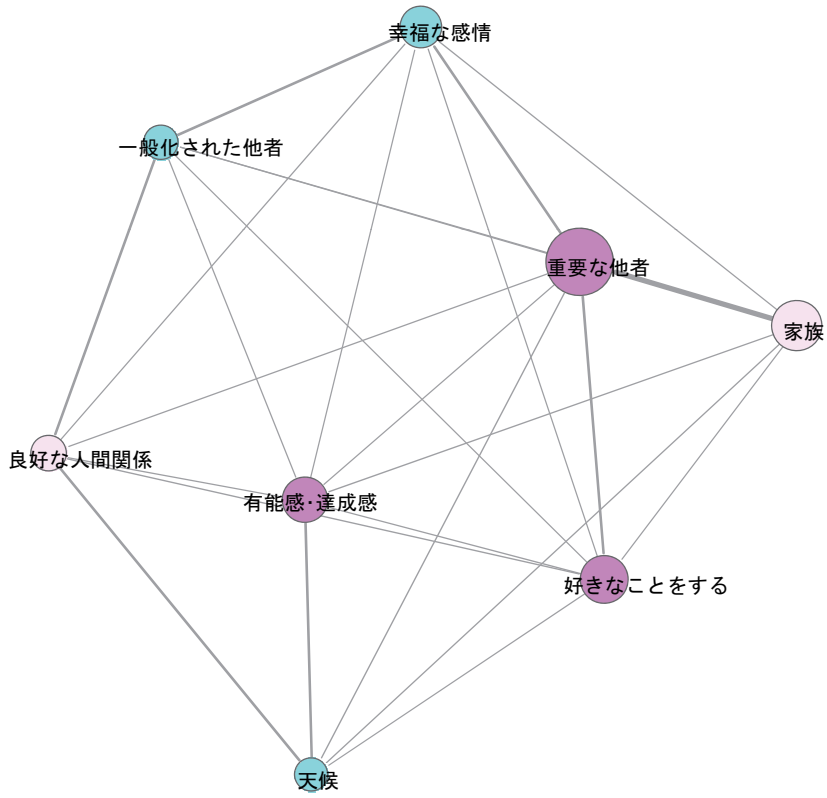 幸福な感情
一般化された他者
重要な他者
家族
良好な人間関係
有能感･達成感
好きなことをする
天候